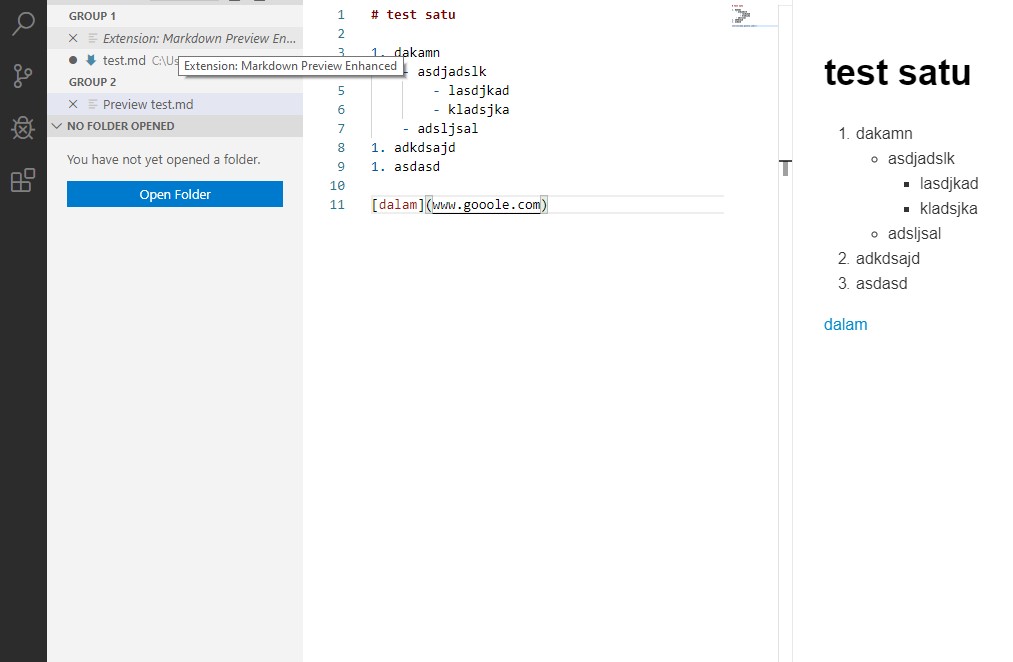 GROUP 1
Extension: Markdown Preview En...
test.md C:\Us
Extension: Markdown Preview Enhanced
GROUP 2
Preview test.md
NO FOLDER OPENED
You have not yet opened a folder.
Open Folder
1 # test satu
2
3 1. dakamn
- asdjadslk
5 - lasdjkad
6 - kladsjka
7 - adsljsal
8 1. adkdsajd
9 1. asdasd
10
11 [dalam](www.gooole.com)
test satu
1. dakamn
asdjadslk
lasdjkad
kladsjka
adsljsal
2. adkdsajd
3. asdasd
dalam